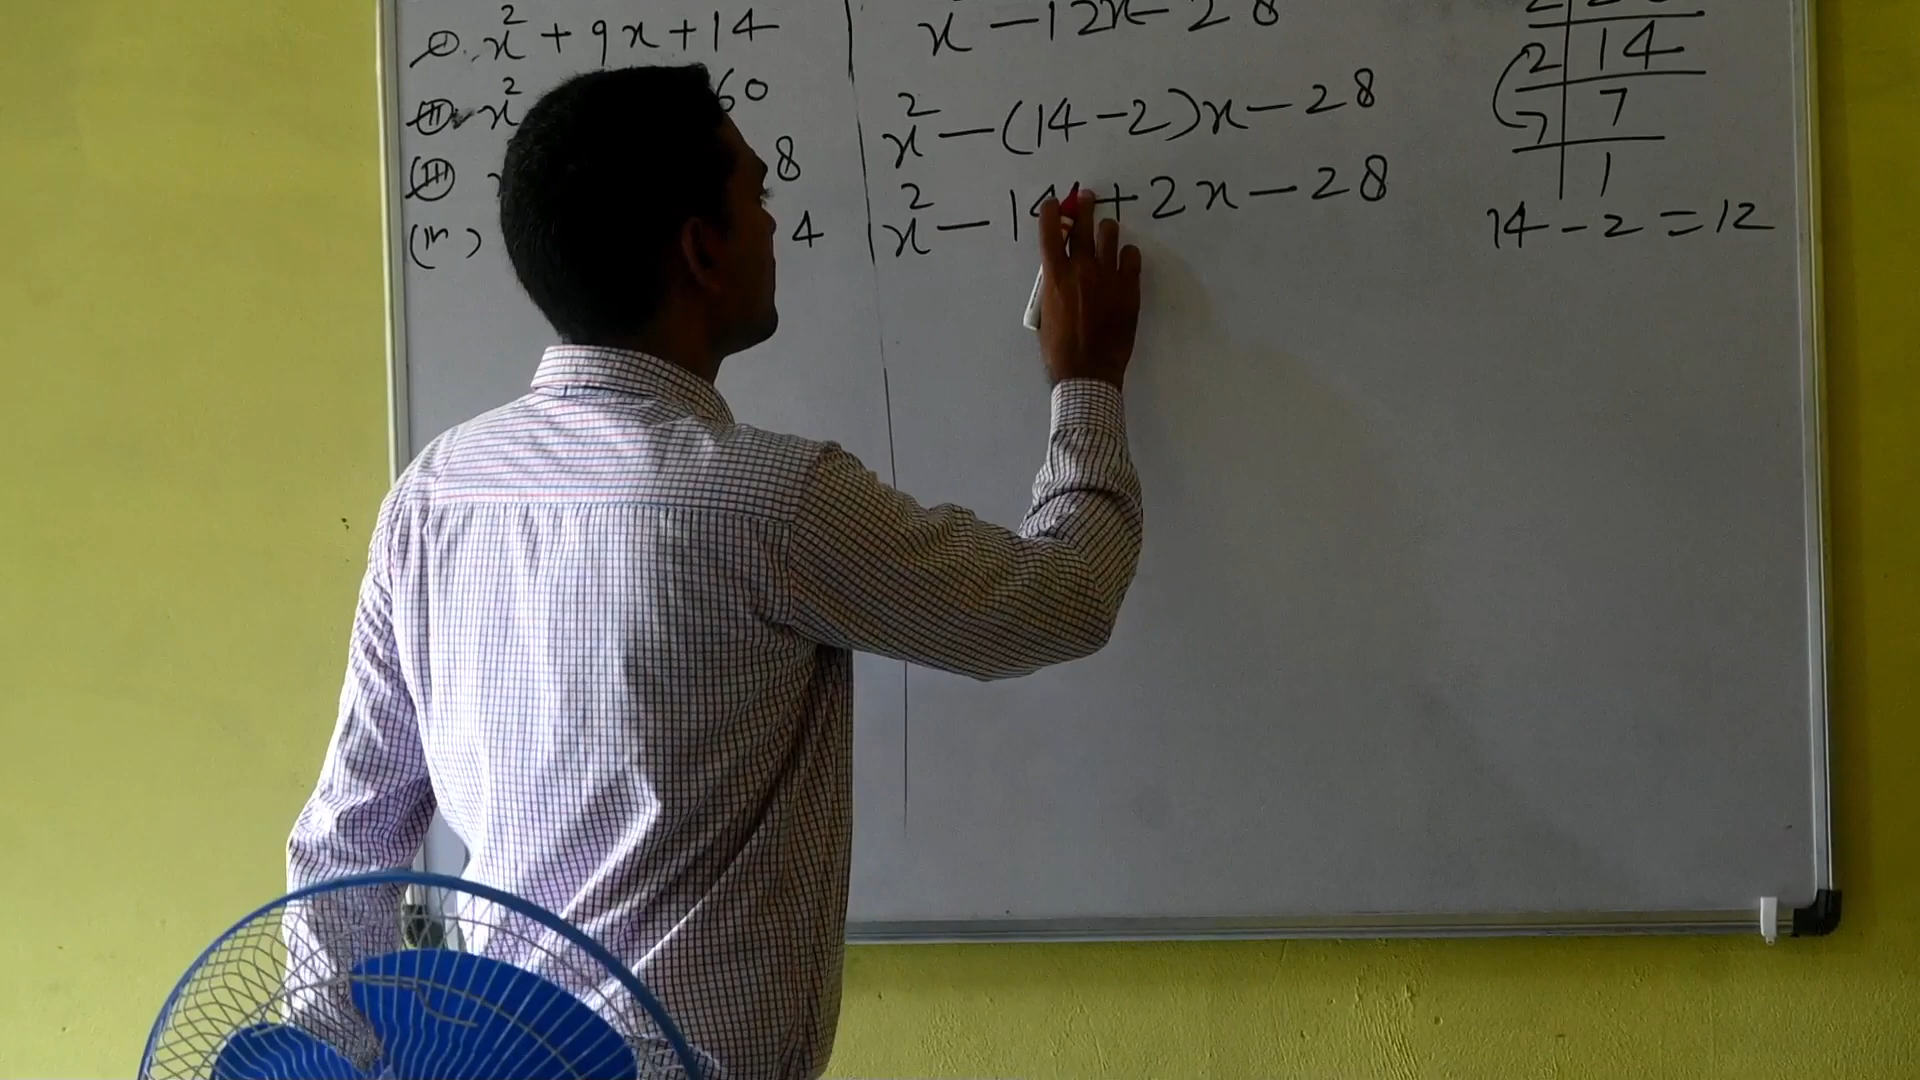 x² + 9x + 14
(II) x² 60
(III) x 8
(IV) 4
x² - 12x - 28
x² - (14 - 2)x - 28
x² - 14 + 2x - 28
2 | 14
7 | 7
| 1
14 - 2 = 12